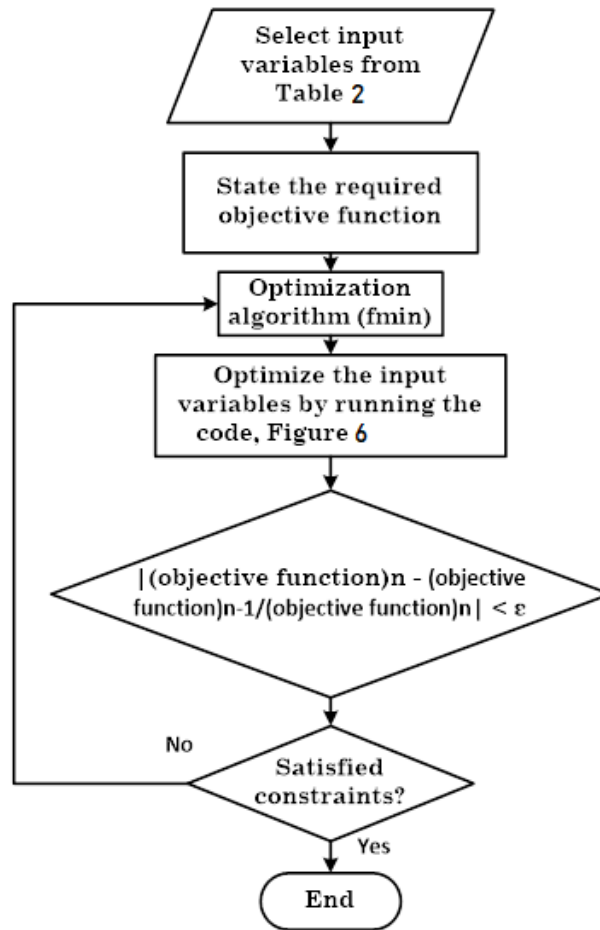 Select input
variables from
Table 2
State the required
objective function
Optimization
algorithm (fmin)
Optimize the input
variables by running the
code, Figure 6
|(objective function)n - (objective
function)n-1/(objective function)n| < ε
No
Satisfied
constraints?
Yes
End